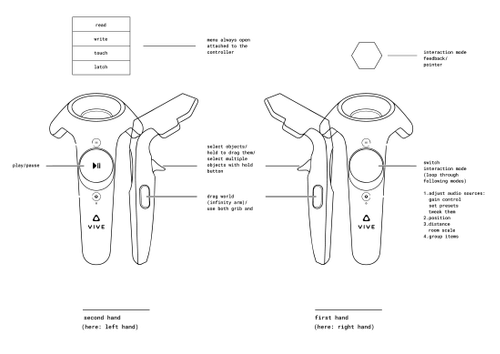 read
write
touch
latch
menu always open
attached to the
controller
interaction mode
feedback/
pointer
play/pause
select objects/
hold to drag them/
select multiple
objects with hold
button
drag world
(infinity arm)/
use both grib and
switch
interaction mode
(loop through
following modes)
1.adjust audio sources:
gain control
set presets
tweak them
2.position
3.distance
room scale
4.group items
VIVE
VIVE
second hand
(here: left hand)
first hand
(here: right hand)